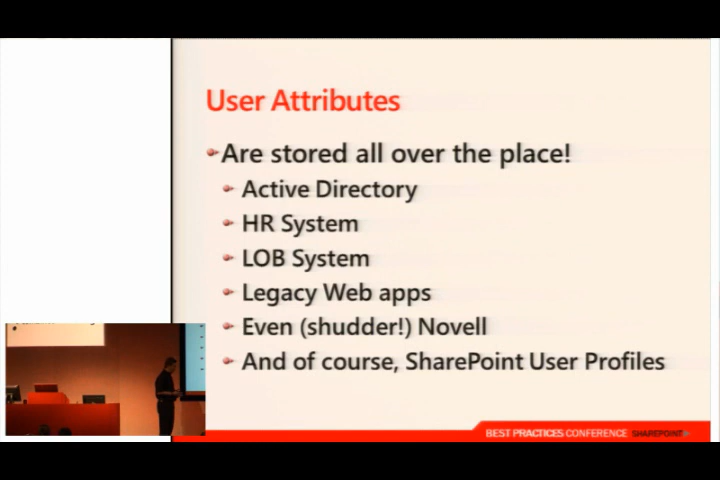 User Attributes
Are stored all over the place!
Active Directory
HR System
LOB System
Legacy Web apps
Even (shudder!) Novell
And of course, SharePoint User Profiles
BEST PRACTICES CONFERENCE SHAREPOINT